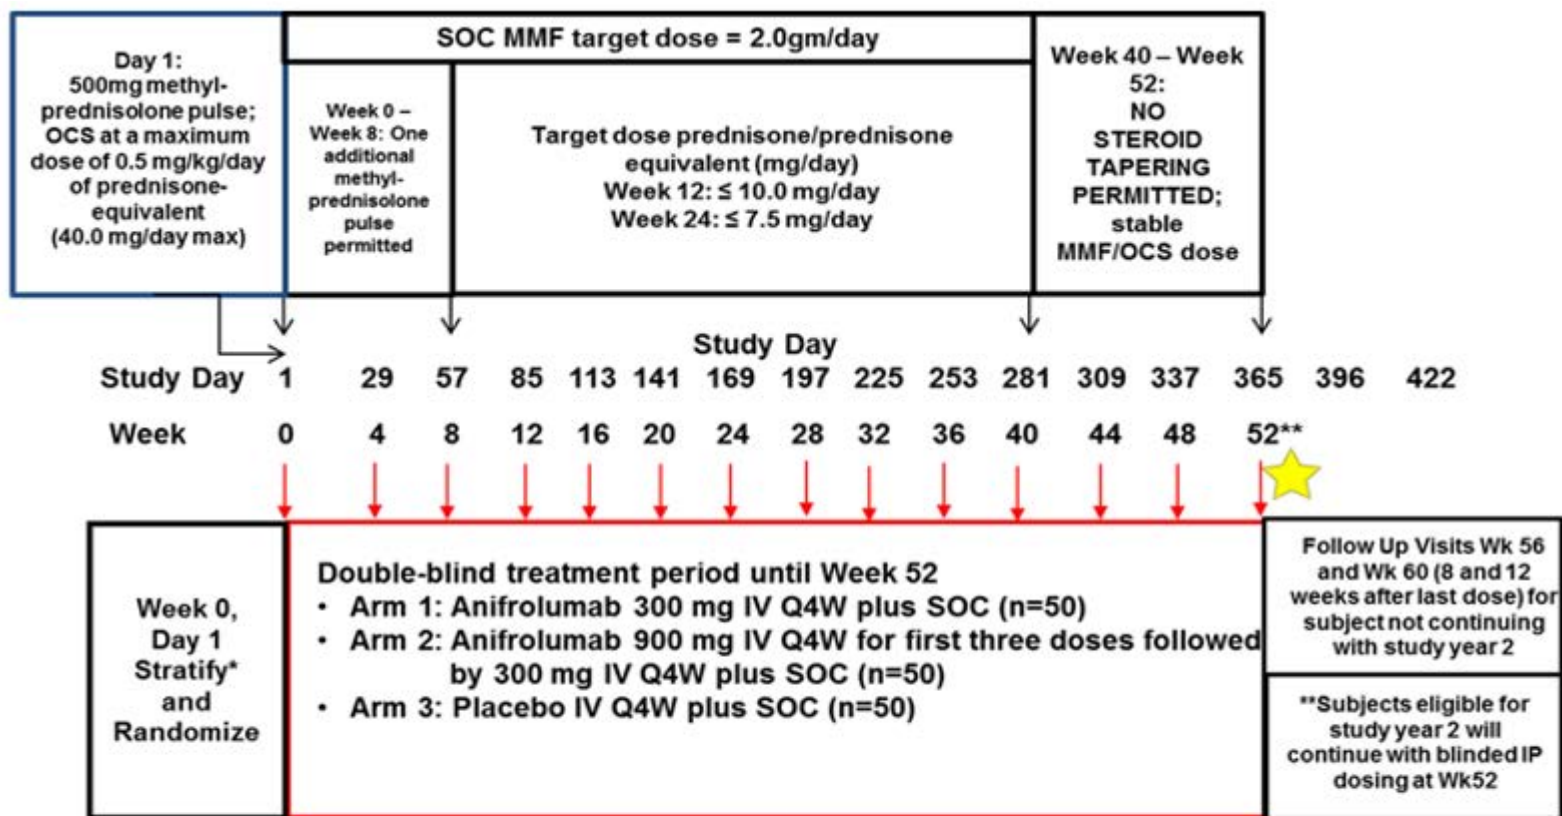 Day 1:
500mg methyl-
prednisolone pulse;
OCS at a maximum
dose of 0.5 mg/kg/day
of prednisone-
equivalent
(40.0 mg/day max)
SOC MMF target dose = 2.0gm/day
Week 0 –
Week 8: One
additional
methyl-
prednisolone
pulse
permitted
Target dose prednisone/prednisone
equivalent (mg/day)
Week 12: ≤ 10.0 mg/day
Week 24: ≤ 7.5 mg/day
Week 40 – Week
52:
NO
STEROID
TAPERING
PERMITTED;
stable
MMF/OCS dose
Study Day
Study Day 1 29 57 85 113 141 169 197 225 253 281 309 337 365 396 422
Week 0 4 8 12 16 20 24 28 32 36 40 44 48 52**
Week 0,
Day 1
Stratify*
and
Randomize
Double-blind treatment period until Week 52
• Arm 1: Anifrolumab 300 mg IV Q4W plus SOC (n=50)
• Arm 2: Anifrolumab 900 mg IV Q4W for first three doses followed
by 300 mg IV Q4W plus SOC (n=50)
• Arm 3: Placebo IV Q4W plus SOC (n=50)
Follow Up Visits Wk 56
and Wk 60 (8 and 12
weeks after last dose) for
subject not continuing
with study year 2
**Subjects eligible for
study year 2 will
continue with blinded IP
dosing at Wk52